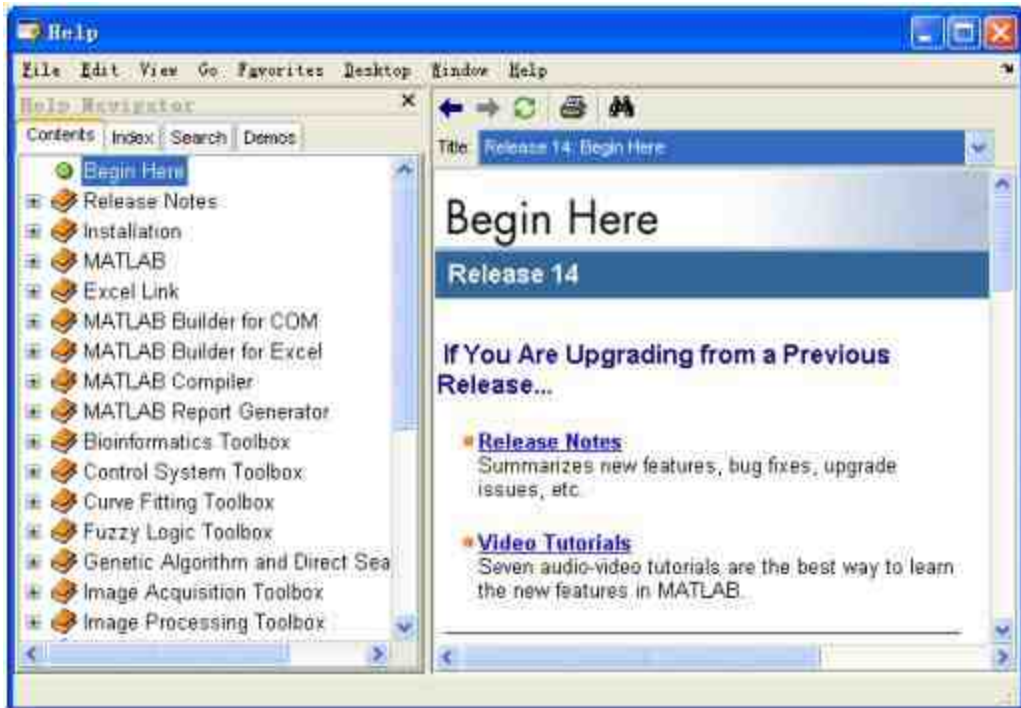 Help
File Edit View Go Favorites Desktop Window Help
Help Navigator
Contents Index Search Demos
Begin Here
Release Notes
Installation
MATLAB
Excel Link
MATLAB Builder for COM
MATLAB Builder for Excel
MATLAB Compiler
MATLAB Report Generator
Bioinformatics Toolbox
Control System Toolbox
Curve Fitting Toolbox
Fuzzy Logic Toolbox
Genetic Algorithm and Direct Sea
Image Acquisition Toolbox
Image Processing Toolbox
Title: Release 14: Begin Here
Begin Here
Release 14
If You Are Upgrading from a Previous
Release...
Release Notes
Summarizes new features, bug fixes, upgrade
issues, etc.
Video Tutorials
Seven audio-video tutorials are the best way to learn
the new features in MATLAB.